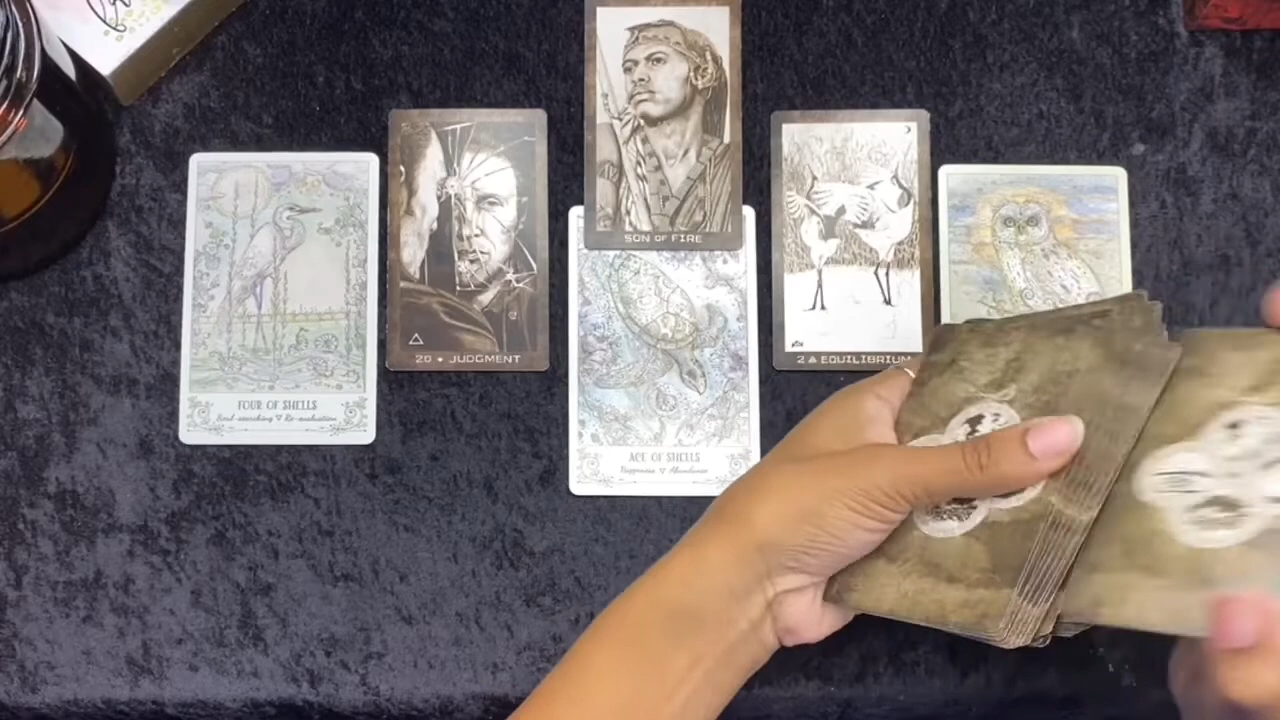 SON OF FIRE
20 ✦ JUDGMENT
2 🜁 EQUILIBRIUM
FOUR OF SHELLS
Soul-searching ▽ Re-evaluation
ACE OF SHELLS
Happiness ▽ Abundance